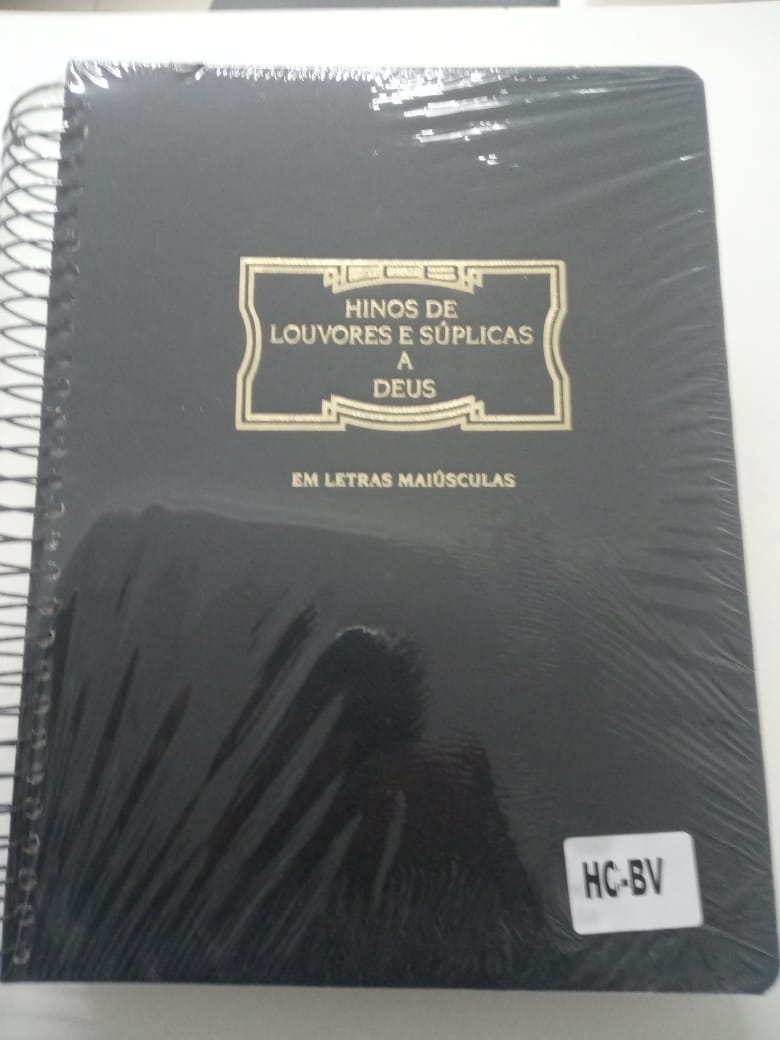 HINOS DE
LOUVORES E SÚPLICAS
A
DEUS
EM LETRAS MAIÚSCULAS
HC-BV